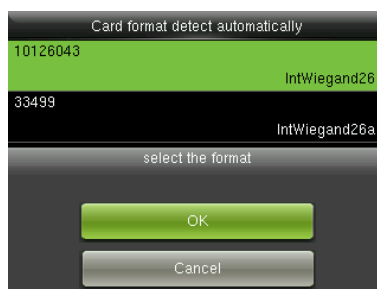 Card format detect automatically
10126043
IntWiegand26
33499
IntWiegand26a
select the format
OK
Cancel